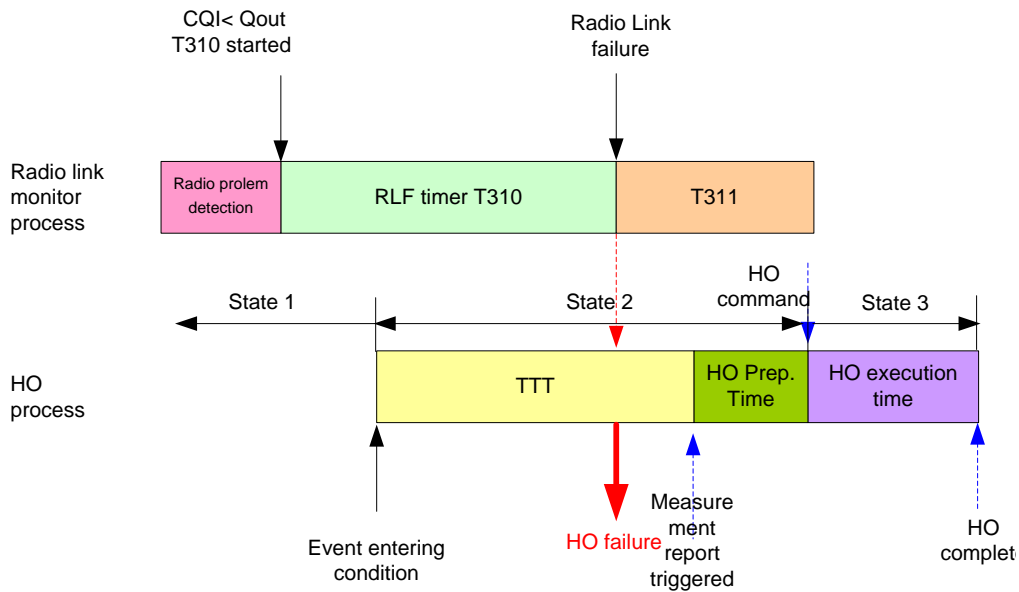 CQI< Qout
T310 started
Radio Link
failure
Radio link
monitor
process
Radio prolem
detection
RLF timer T310
T311
HO
command
State 1
State 2
State 3
HO
process
TTT
HO Prep.
Time
HO execution
time
Event entering
condition
HO failure
Measure
ment
report
triggered
HO
complet